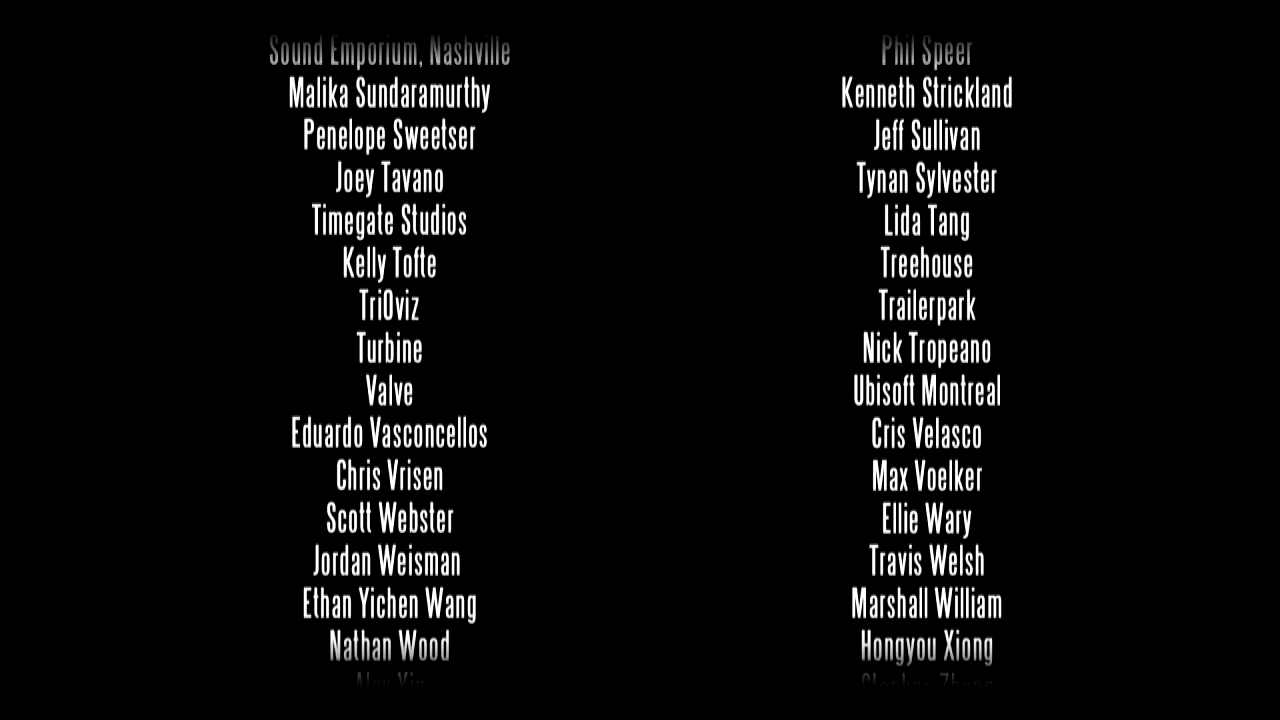 Sound Emporium, Nashville
Phil Speer
Malika Sundaramurthy
Kenneth Strickland
Penelope Sweetser
Jeff Sullivan
Joey Tavano
Tynan Sylvester
Timegate Studios
Lida Tang
Kelly Tofte
Treehouse
TriOviz
Trailerpark
Turbine
Nick Tropeano
Valve
Ubisoft Montreal
Eduardo Vasconcellos
Cris Velasco
Chris Vrisen
Max Voelker
Scott Webster
Ellie Wary
Jordan Weisman
Travis Welsh
Ethan Yichen Wang
Marshall William
Nathan Wood
Hongyou Xiong